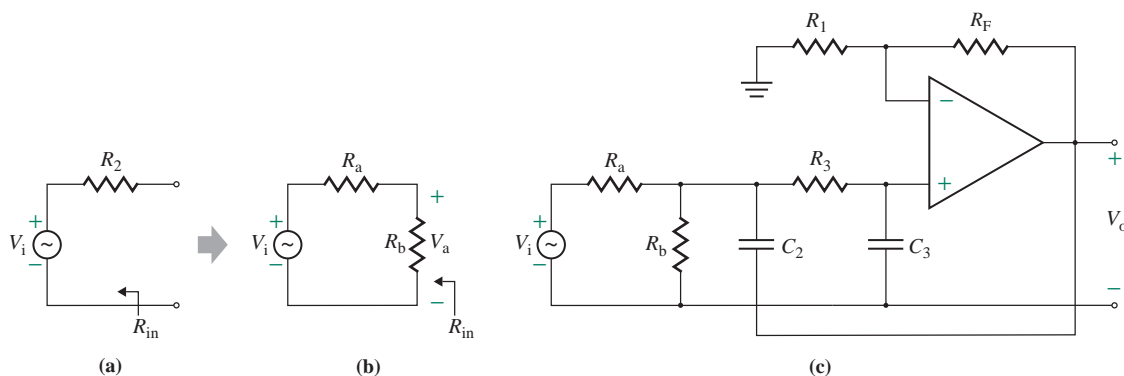 R1
RF
−
+
R2
Vi
+
−
Rin
Ra
Vi
+
−
Rb
+
Va
−
Rin
Ra
R3
Vi
+
−
Rb
C2
C3
+
Vo
−
(a)
(b)
(c)